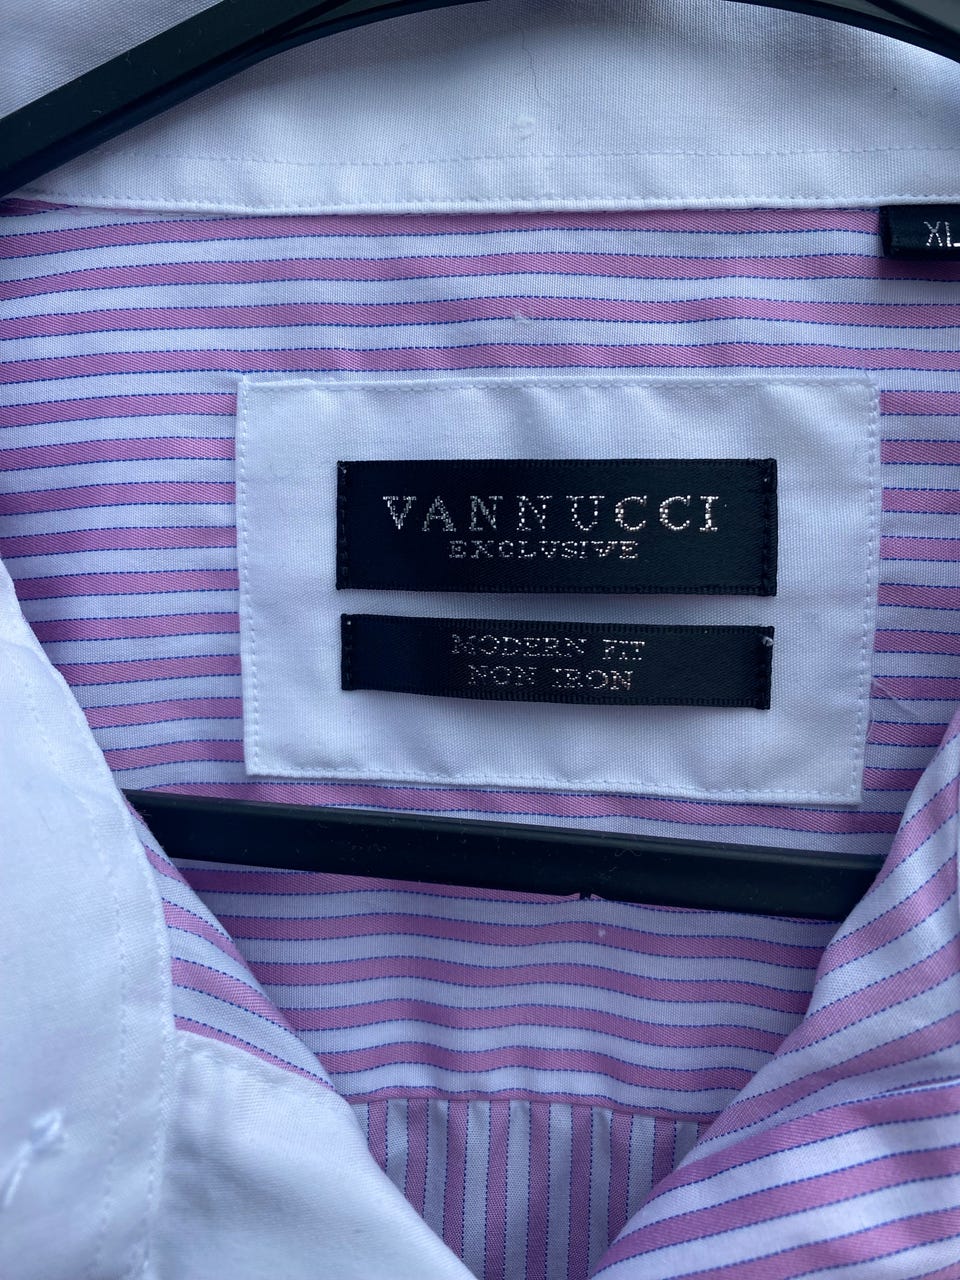 XL
VANNUCCI
EXCLUSIVE
MODERN FIT
NON IRON